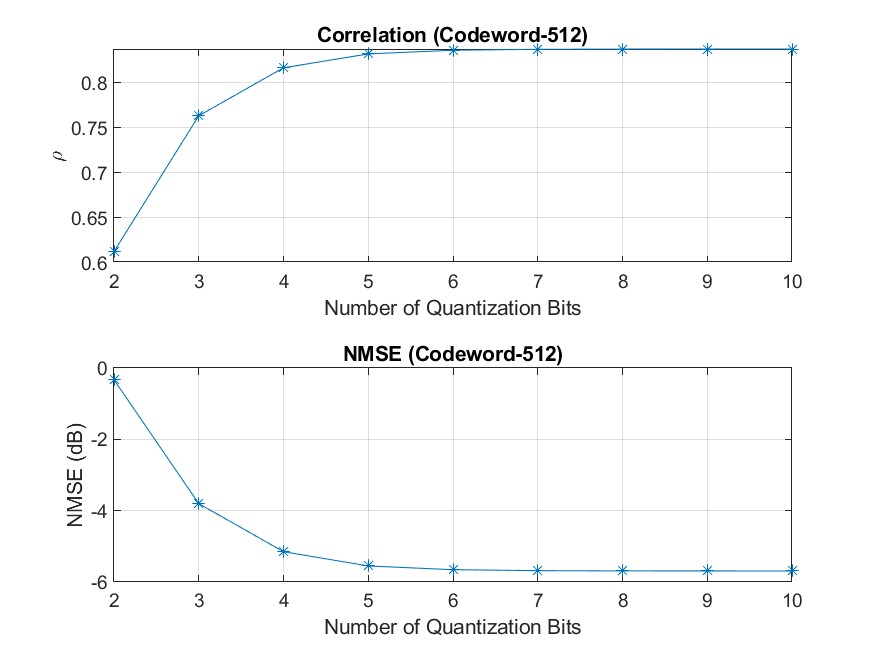 Correlation (Codeword-512)
0.8
0.75
0.7
0.65
0.6
ρ
2 3 4 5 6 7 8 9 10
Number of Quantization Bits
NMSE (Codeword-512)
0
-2
-4
-6
NMSE (dB)
2 3 4 5 6 7 8 9 10
Number of Quantization Bits